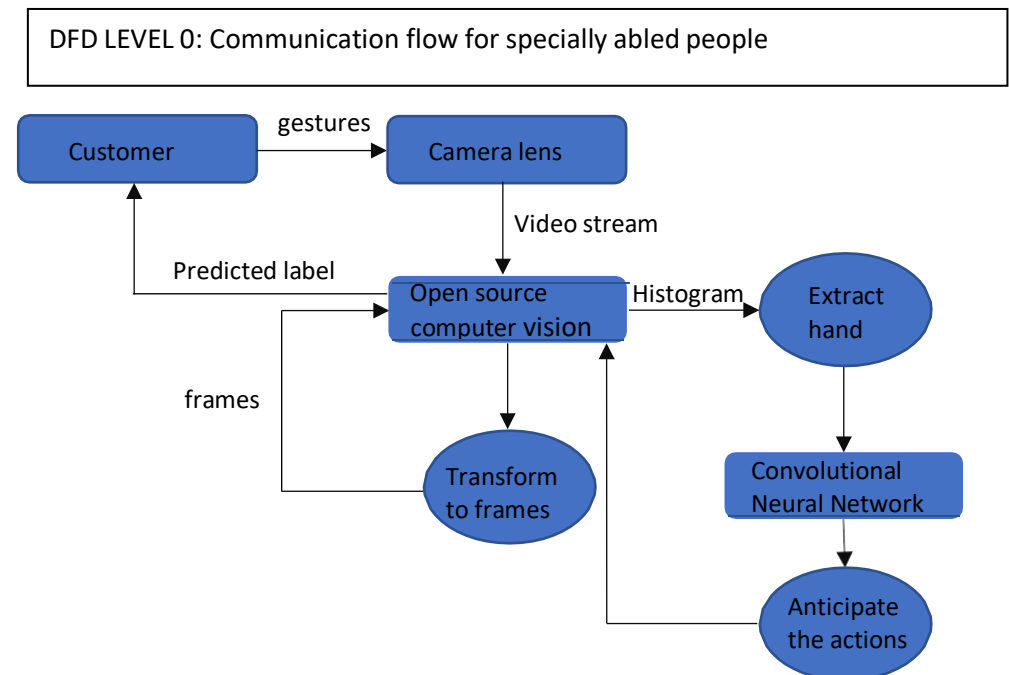 DFD LEVEL 0: Communication flow for specially abled people
gestures
Customer
Camera lens
Video stream
Predicted label
Open source
computer vision
Histogram
Extract
hand
frames
Transform
to frames
Convolutional
Neural Network
Anticipate
the actions